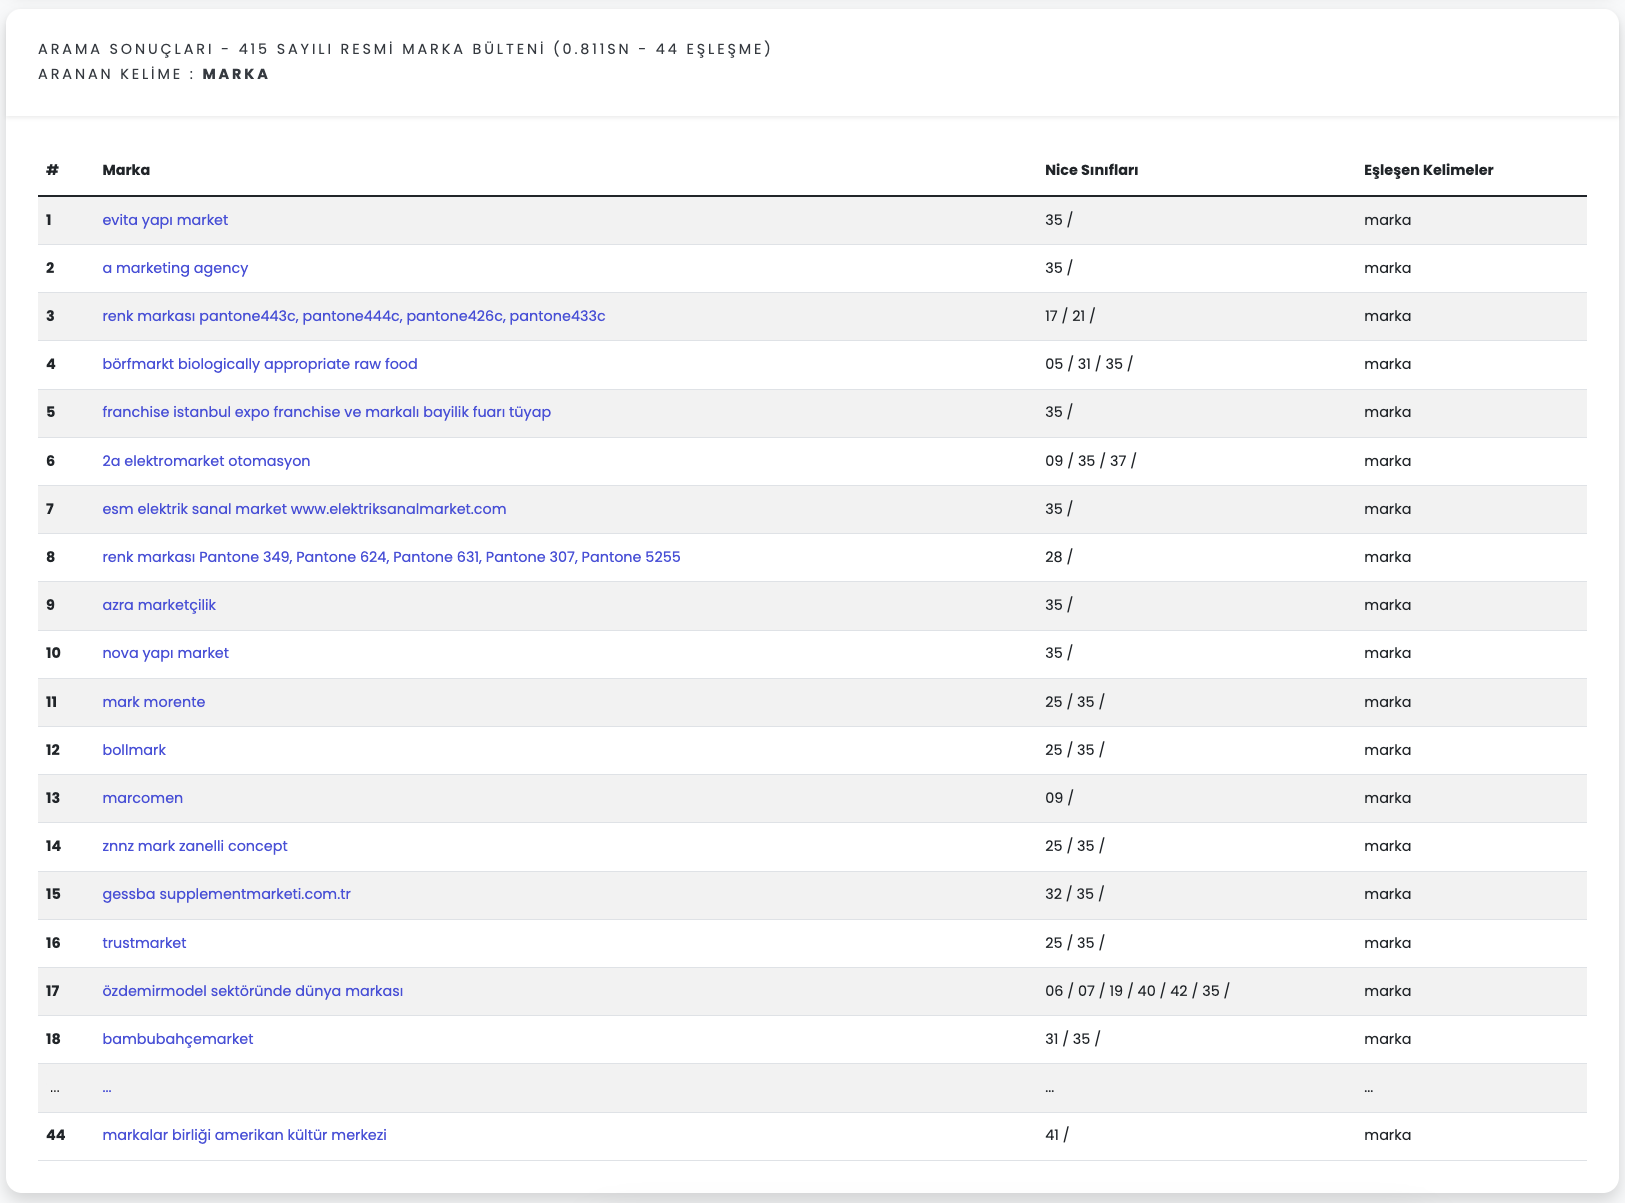 ARAMA SONUÇLARI - 415 SAYILI RESMİ MARKA BÜLTENİ (0.811SN - 44 EŞLEŞME)
ARANAN KELİME : MARKA
# Marka Nice Sınıfları Eşleşen Kelimeler
1 evita yapı market 35 / marka
2 a marketing agency 35 / marka
3 renk markası pantone443c, pantone444c, pantone426c, pantone433c 17 / 21 / marka
4 börfmarkt biologically appropriate raw food 05 / 31 / 35 / marka
5 franchise istanbul expo franchise ve markalı bayilik fuarı tüyap 35 / marka
6 2a elektromarket otomasyon 09 / 35 / 37 / marka
7 esm elektrik sanal market www.elektriksanalmarket.com 35 / marka
8 renk markası Pantone 349, Pantone 624, Pantone 631, Pantone 307, Pantone 5255 28 / marka
9 azra marketçilik 35 / marka
10 nova yapı market 35 / marka
11 mark morente 25 / 35 / marka
12 bollmark 25 / 35 / marka
13 marcomen 09 / marka
14 znnz mark zanelli concept 25 / 35 / marka
15 gessba supplementmarketi.com.tr 32 / 35 / marka
16 trustmarket 25 / 35 / marka
17 özdemirmodel sektöründe dünya markası 06 / 07 / 19 / 40 / 42 / 35 / marka
18 bambubahçemarket 31 / 35 / marka
... ... ... ...
44 markalar birliği amerikan kültür merkezi 41 / marka